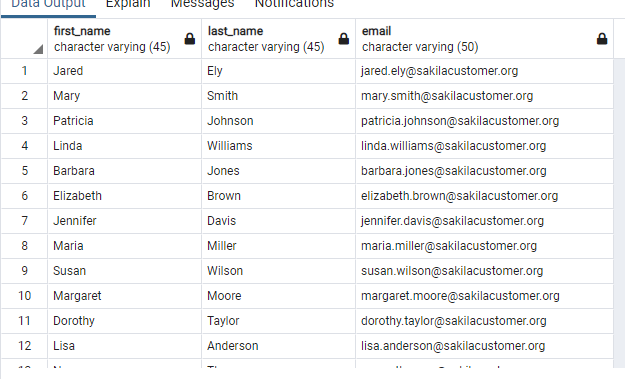 Data Output Explain Messages Notifications
first_name last_name email
character varying (45) character varying (45) character varying (50)
1 Jared Ely jared.ely@sakilacustomer.org
2 Mary Smith mary.smith@sakilacustomer.org
3 Patricia Johnson patricia.johnson@sakilacustomer.org
4 Linda Williams linda.williams@sakilacustomer.org
5 Barbara Jones barbara.jones@sakilacustomer.org
6 Elizabeth Brown elizabeth.brown@sakilacustomer.org
7 Jennifer Davis jennifer.davis@sakilacustomer.org
8 Maria Miller maria.miller@sakilacustomer.org
9 Susan Wilson susan.wilson@sakilacustomer.org
10 Margaret Moore margaret.moore@sakilacustomer.org
11 Dorothy Taylor dorothy.taylor@sakilacustomer.org
12 Lisa Anderson lisa.anderson@sakilacustomer.org